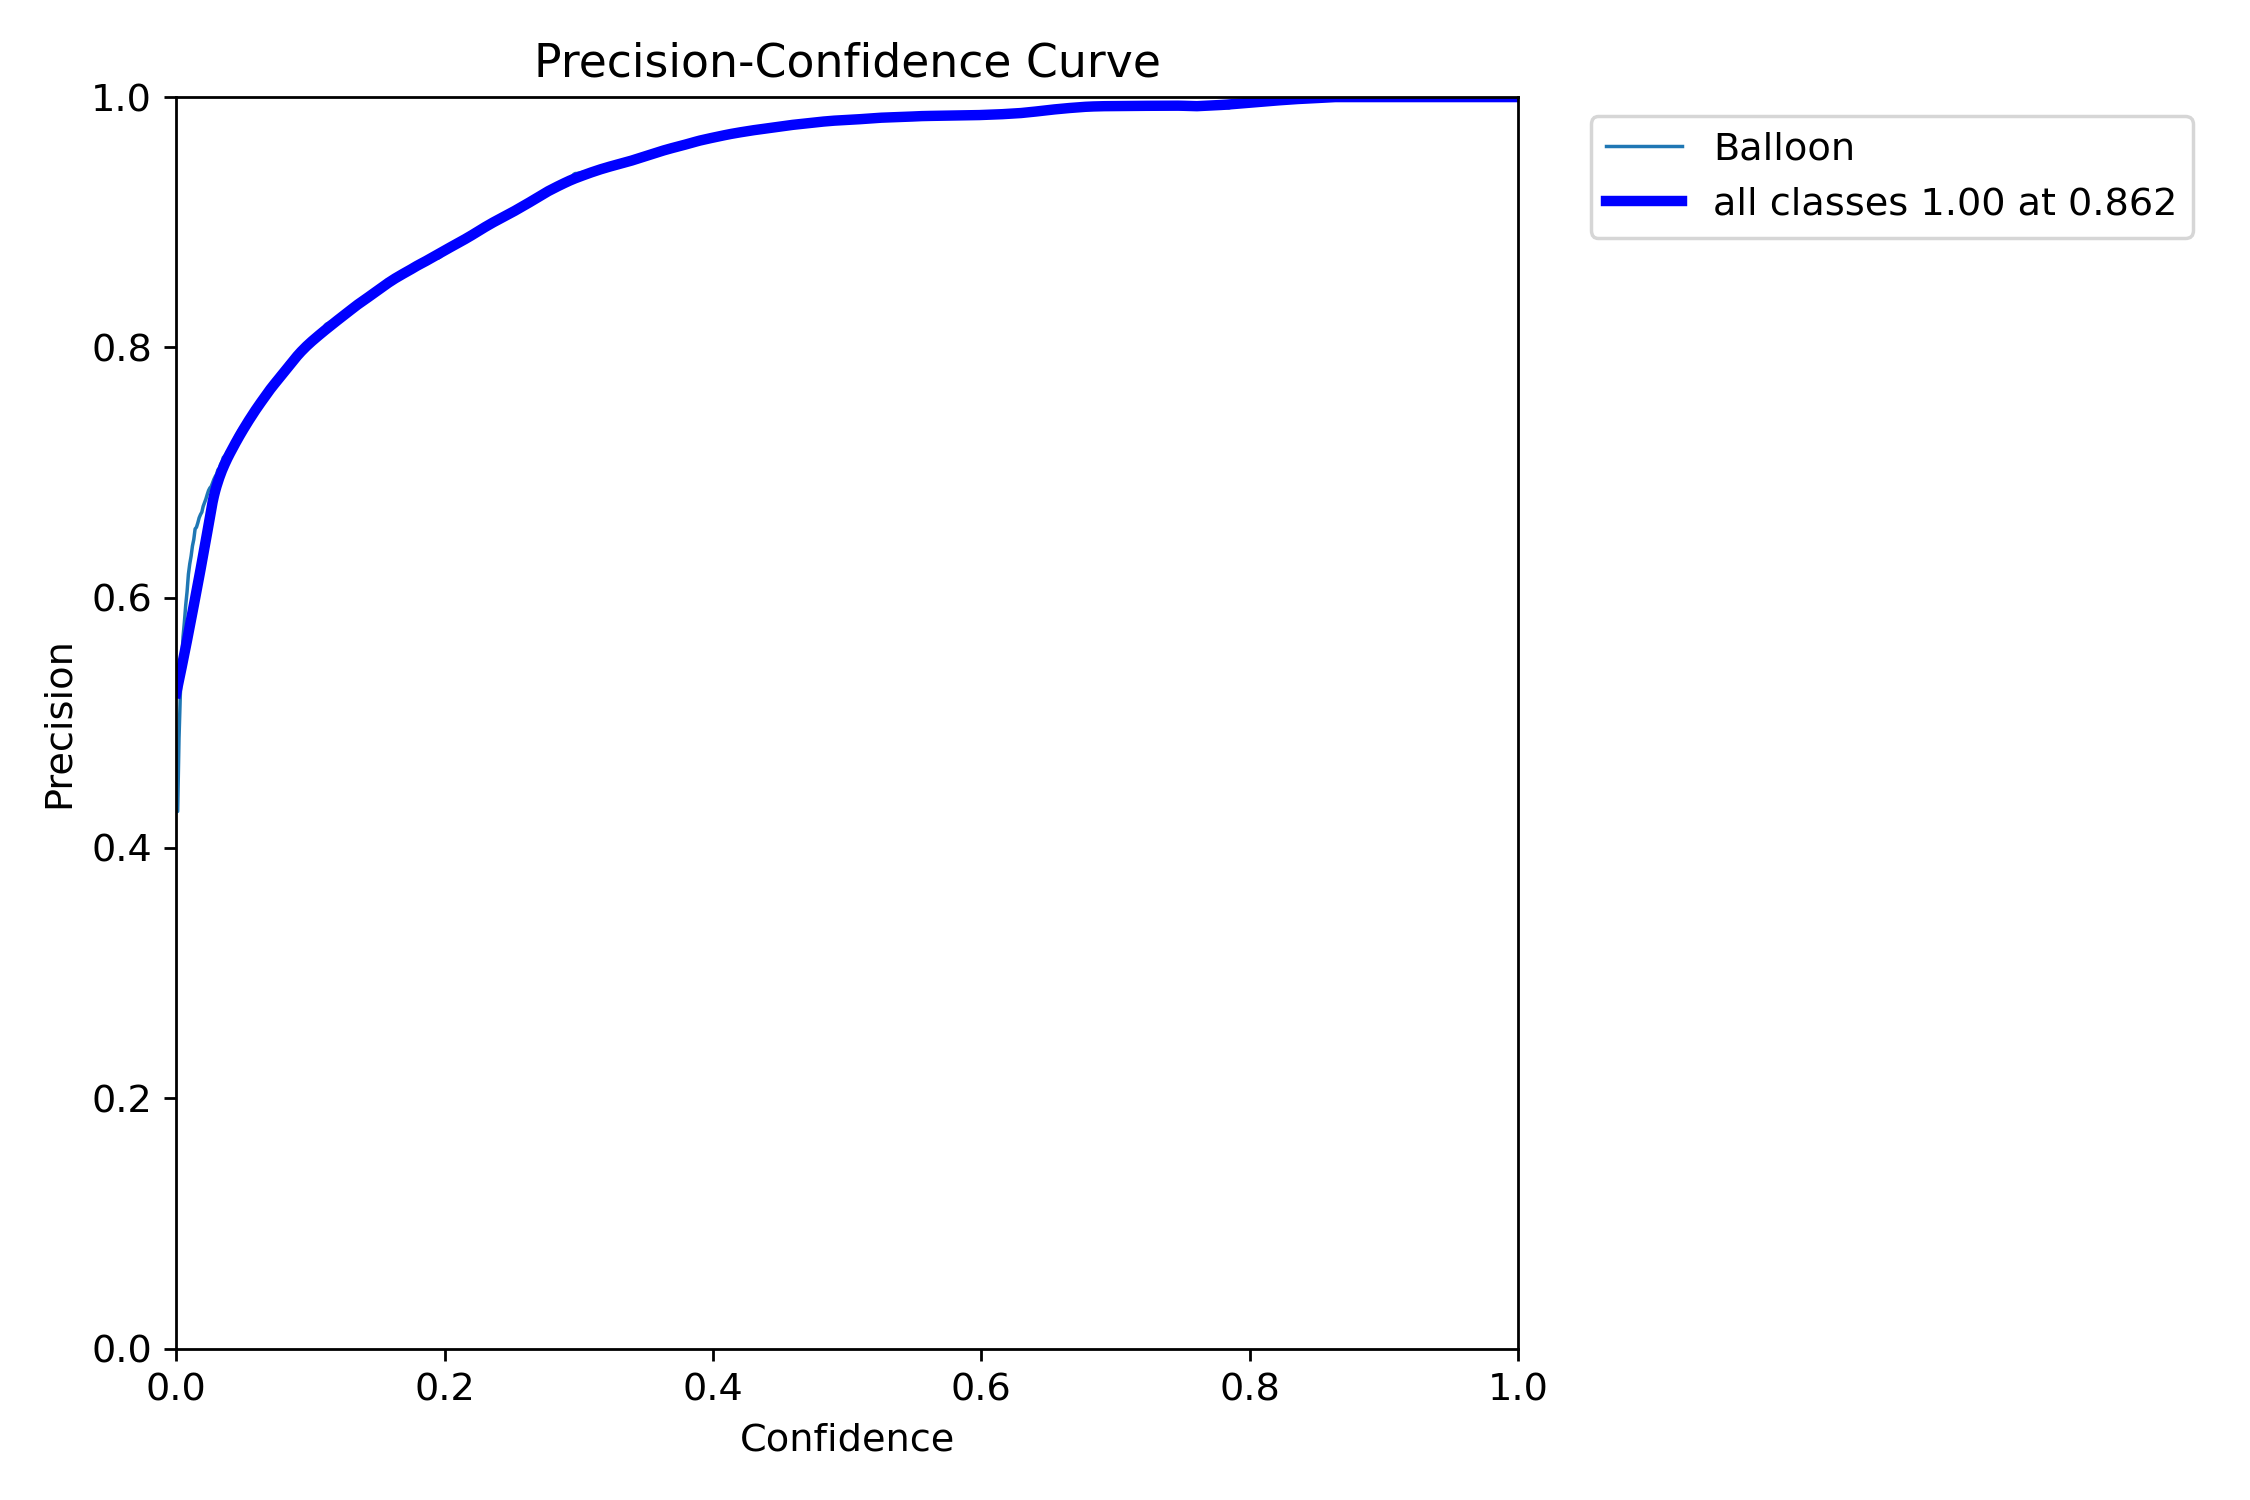 Precision-Confidence Curve
1.0
0.8
0.6
0.4
0.2
0.0
Precision
0.0 0.2 0.4 0.6 0.8 1.0
Confidence
Balloon
all classes 1.00 at 0.862